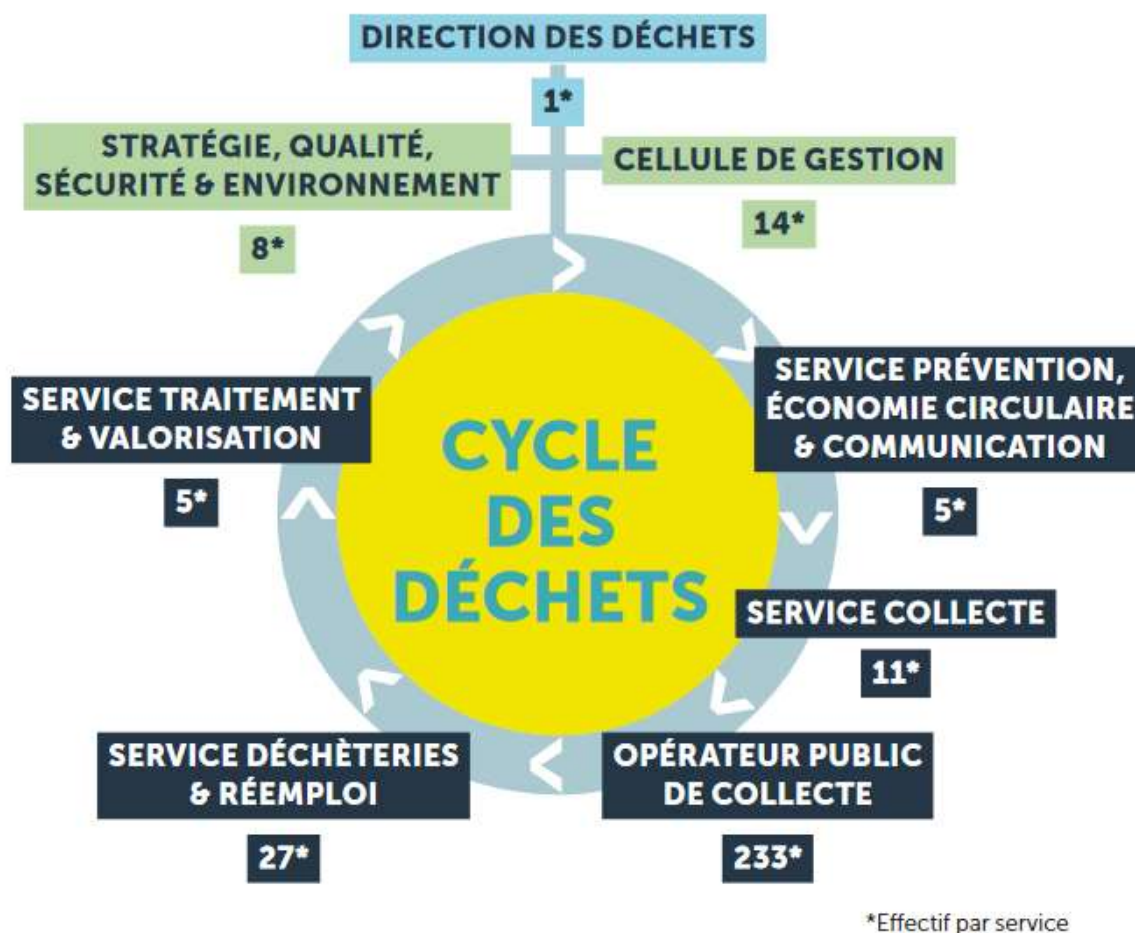 DIRECTION DES DÉCHETS
1*
STRATÉGIE, QUALITÉ,
SÉCURITÉ & ENVIRONNEMENT
8*
CELLULE DE GESTION
14*
SERVICE PRÉVENTION,
ÉCONOMIE CIRCULAIRE
& COMMUNICATION
5*
SERVICE COLLECTE
11*
OPÉRATEUR PUBLIC
DE COLLECTE
233*
SERVICE DÉCHÈTERIES
& RÉEMPLOI
27*
SERVICE TRAITEMENT
& VALORISATION
5*
CYCLE
DES
DÉCHETS
*Effectif par service